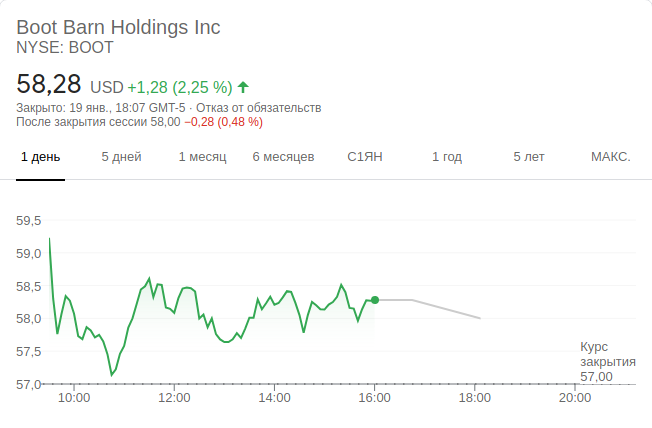 Boot Barn Holdings Inc
NYSE: BOOT
58,28 USD +1,28 (2,25 %)
Закрыто: 19 янв., 18:07 GMT-5 · Отказ от обязательств
После закрытия сессии 58,00 −0,28 (0,48 %)
1 день 5 дней 1 месяц 6 месяцев С1ЯН 1 год 5 лет МАКС.
59,5
59,0
58,5
58,0
57,5
57,0
Курс
закрытия
57,00
10:00 12:00 14:00 16:00 18:00 20:00